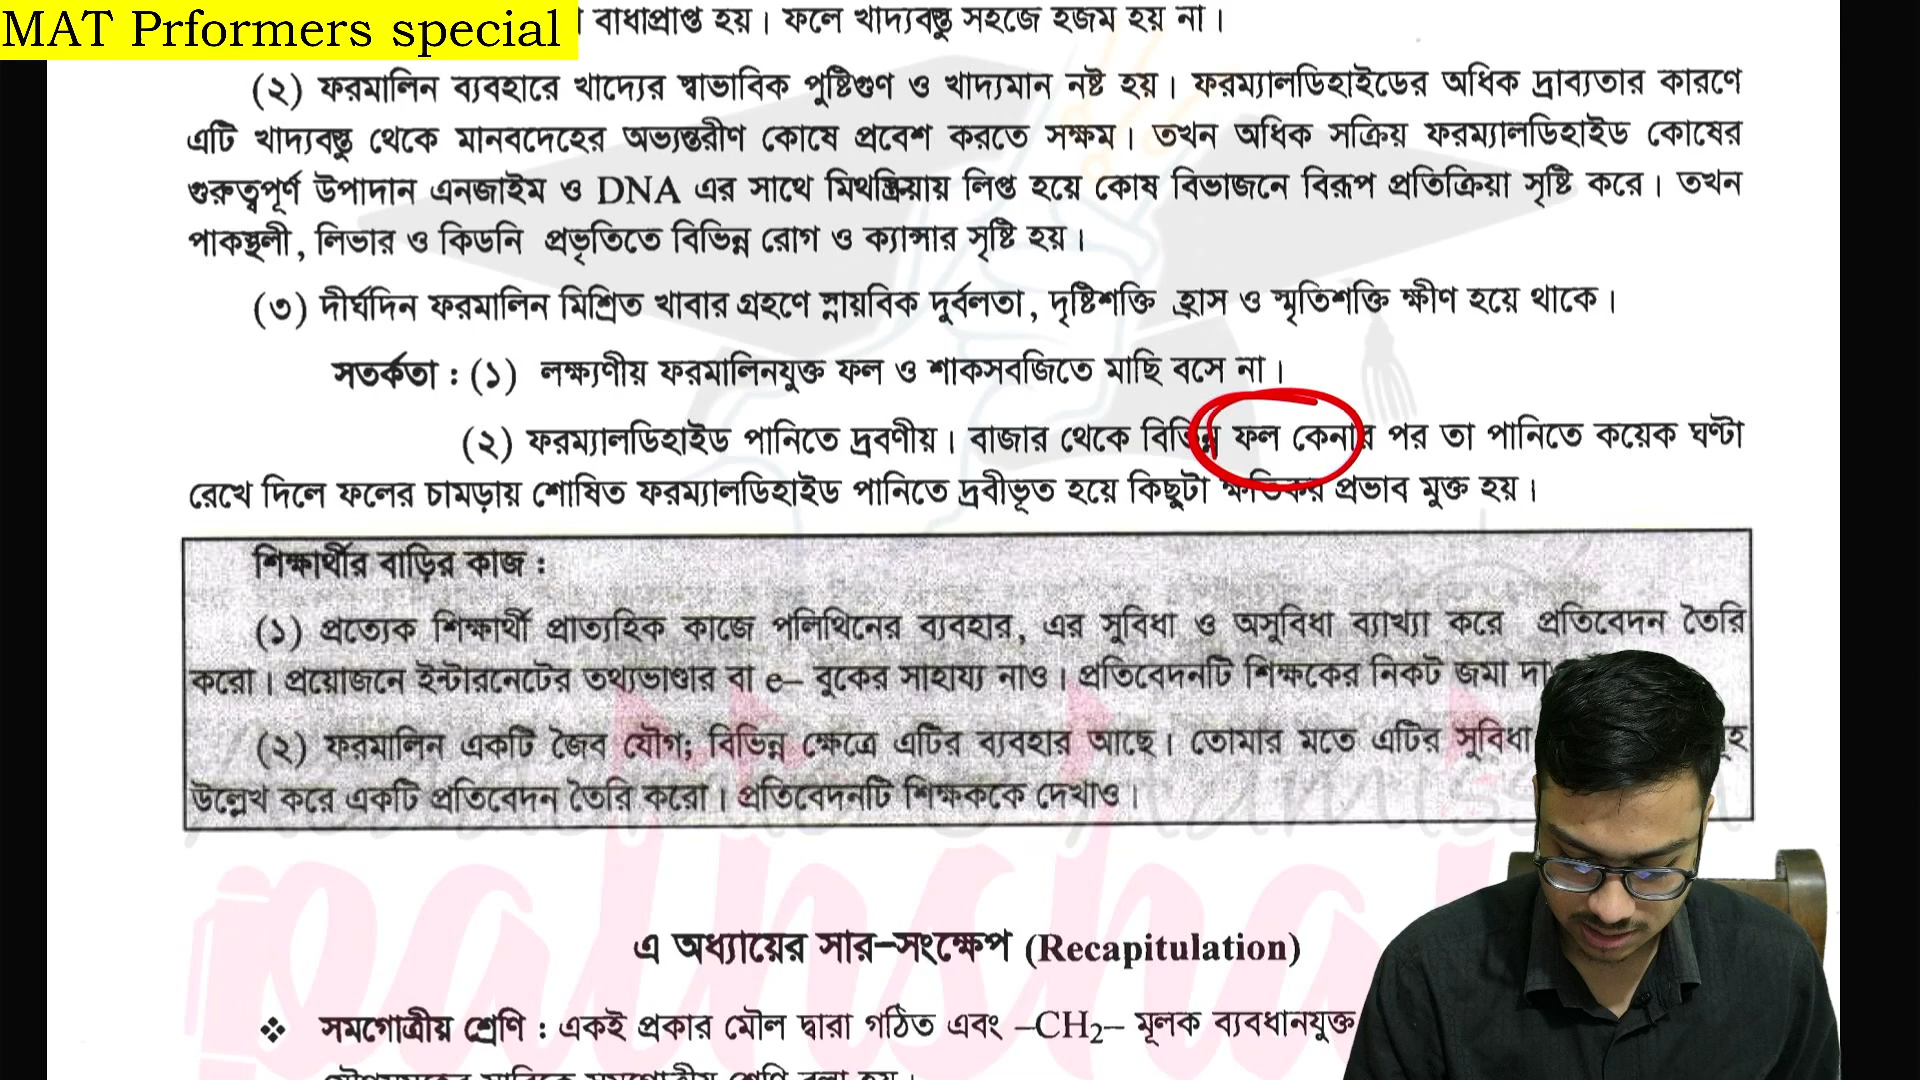 MAT Prformers special
বাধাপ্রাপ্ত হয়। ফলে খাদ্যবস্তু সহজে হজম হয় না।
(২) ফরমালিন ব্যবহারে খাদ্যের স্বাভাবিক পুষ্টিগুণ ও খাদ্যমান নষ্ট হয়। ফরম্যালডিহাইডের অধিক দ্রাব্যতার কারণে
এটি খাদ্যবস্তু থেকে মানবদেহের অভ্যন্তরীণ কোষে প্রবেশ করতে সক্ষম। তখন অধিক সক্রিয় ফরম্যালডিহাইড কোষের
গুরুত্বপূর্ণ উপাদান এনজাইম ও DNA এর সাথে মিথস্ক্রিয়ায় লিপ্ত হয়ে কোষ বিভাজনে বিরূপ প্রতিক্রিয়া সৃষ্টি করে। তখন
পাকস্থলী, লিভার ও কিডনি প্রভৃতিতে বিভিন্ন রোগ ও ক্যান্সার সৃষ্টি হয়।
(৩) দীর্ঘদিন ফরমালিন মিশ্রিত খাবার গ্রহণে স্নায়বিক দুর্বলতা, দৃষ্টিশক্তি হ্রাস ও স্মৃতিশক্তি ক্ষীণ হয়ে থাকে।
সতর্কতা : (১) লক্ষ্যণীয় ফরমালিনযুক্ত ফল ও শাকসবজিতে মাছি বসে না।
(২) ফরম্যালডিহাইড পানিতে দ্রবণীয়। বাজার থেকে বিভিন্ন ফল কেনার পর তা পানিতে কয়েক ঘণ্টা
রেখে দিলে ফলের চামড়ায় শোষিত ফরম্যালডিহাইড পানিতে দ্রবীভূত হয়ে কিছুটা ক্ষতিকর প্রভাব মুক্ত হয়।
শিক্ষার্থীর বাড়ির কাজ :
(১) প্রত্যেক শিক্ষার্থী প্রাত্যহিক কাজে পলিথিনের ব্যবহার, এর সুবিধা ও অসুবিধা ব্যাখ্যা করে প্রতিবেদন তৈরি
করো। প্রয়োজনে ইন্টারনেটের তথ্যভাণ্ডার বা e– বুকের সাহায্য নাও। প্রতিবেদনটি শিক্ষকের নিকট জমা
(২) ফরমালিন একটি জৈব যৌগ; বিভিন্ন ক্ষেত্রে এটির ব্যবহার আছে। তোমার মতে এটির সুবিধা
উল্লেখ করে একটি প্রতিবেদন তৈরি করো। প্রতিবেদনটি শিক্ষককে দেখাও।
এ অধ্যায়ের সার–সংক্ষেপ (Recapitulation)
❖ সমগোত্রীয় শ্রেণি : একই প্রকার মৌল দ্বারা গঠিত এবং –CH₂– মূলক ব্যবধানযুক্ত